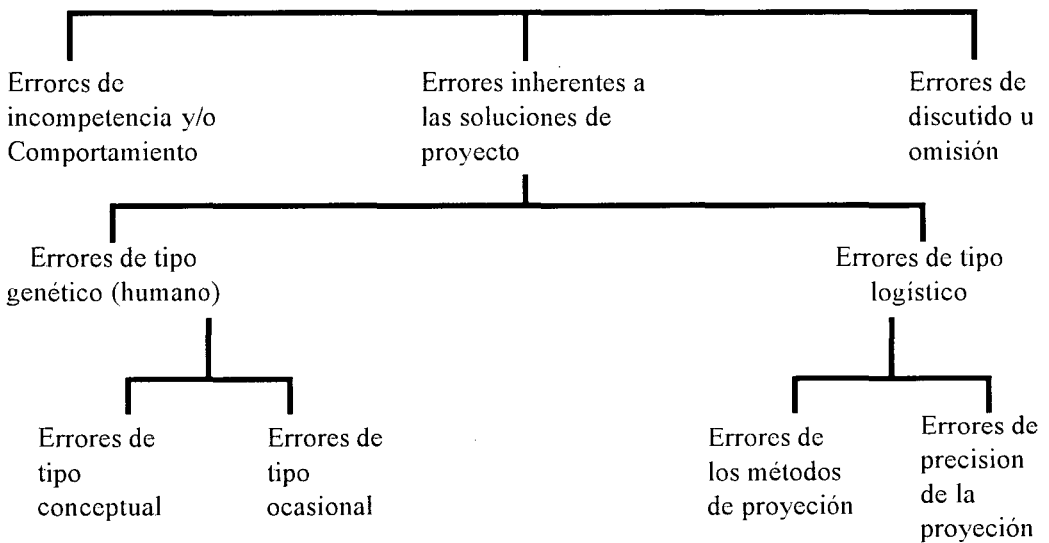 Errores de
incompetencia y/o
Comportamiento
Errores inherentes a
las soluciones de
proyecto
Errores de
discutido u
omisión
Errores de tipo
genético (humano)
Errores de tipo
logístico
Errores de
tipo
conceptual
Errores de
tipo
ocasional
Errores de
los métodos
de proyeción
Errores de
precision
de la
proyeción